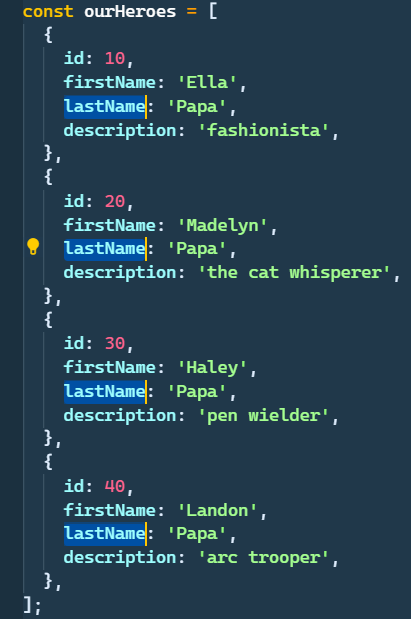 const ourHeroes = [
  {
    id: 10,
    firstName: 'Ella',
    lastName: 'Papa',
    description: 'fashionista',
  },
  {
    id: 20,
    firstName: 'Madelyn',
    lastName: 'Papa',
    description: 'the cat whisperer',
  },
  {
    id: 30,
    firstName: 'Haley',
    lastName: 'Papa',
    description: 'pen wielder',
  },
  {
    id: 40,
    firstName: 'Landon',
    lastName: 'Papa',
    description: 'arc trooper',
  },
];